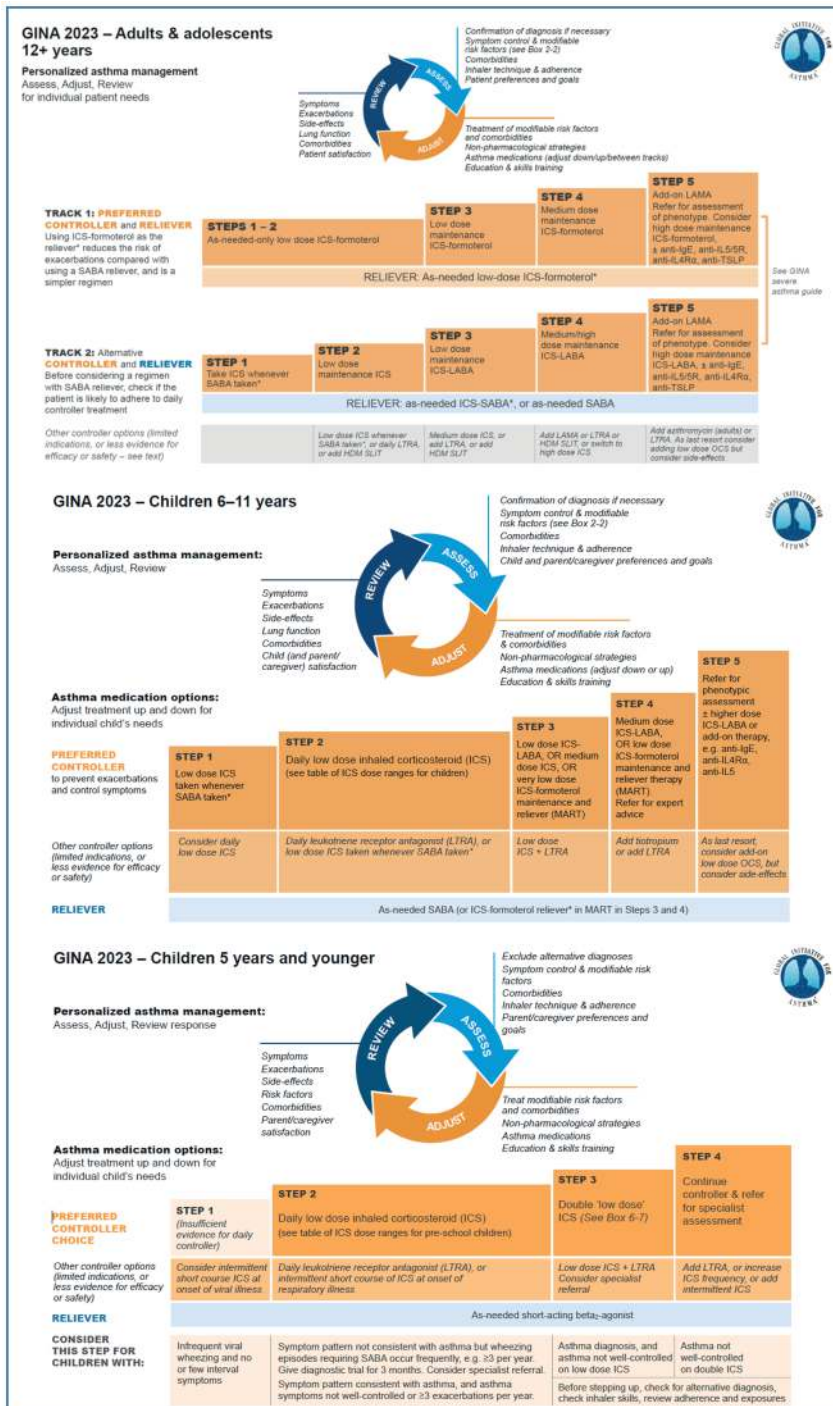 GINA 2023 – Adults & adolescents
12+ years
Personalized asthma management
Assess, Adjust, Review
for individual patient needs
Confirmation of diagnosis if necessary
Symptom control & modifiable
risk factors (see Box 2-2)
Comorbidities
Inhaler technique & adherence
Patient preferences and goals
GLOBAL INITIATIVE FOR
ASTHMA
REVIEW
ASSESS
ADJUST
Symptoms
Exacerbations
Side-effects
Lung function
Comorbidities
Patient satisfaction
Treatment of modifiable risk factors
and comorbidities
Non-pharmacological strategies
Asthma medications (adjust down/up/between tracks)
Education & skills training
TRACK 1: PREFERRED
CONTROLLER and RELIEVER
Using ICS-formoterol as the
reliever* reduces the risk of
exacerbations compared with
using a SABA reliever, and is a
simpler regimen
STEPS 1 – 2
As-needed-only low dose ICS-formoterol
STEP 3
Low dose
maintenance
ICS-formoterol
STEP 4
Medium dose
maintenance
ICS-formoterol
STEP 5
Add-on LAMA
Refer for assessment
of phenotype. Consider
high dose maintenance
ICS-formoterol,
± anti-IgE, anti-IL5/5R,
anti-IL4Rα, anti-TSLP
RELIEVER: As-needed low-dose ICS-formoterol*
See GINA
severe
asthma guide
TRACK 2: Alternative
CONTROLLER and RELIEVER
Before considering a regimen
with SABA reliever, check if the
patient is likely to adhere to daily
controller treatment
STEP 1
Take ICS whenever
SABA taken*
STEP 2
Low dose
maintenance ICS
STEP 3
Low dose
maintenance
ICS-LABA
STEP 4
Medium/high
dose maintenance
ICS-LABA
STEP 5
Add-on LAMA
Refer for assessment
of phenotype. Consider
high dose maintenance
ICS-LABA, ± anti-IgE,
anti-IL5/5R, anti-IL4Rα,
anti-TSLP
RELIEVER: as-needed ICS-SABA*, or as-needed SABA
Other controller options (limited
indications, or less evidence for
efficacy or safety – see text)
Low dose ICS whenever
SABA taken*, or daily LTRA,
or add HDM SLIT
Medium dose ICS, or
add LTRA, or add
HDM SLIT
Add LAMA or LTRA or
HDM SLIT, or switch to
high dose ICS
Add azithromycin (adults) or
LTRA. As last resort consider
adding low dose OCS but
consider side-effects
GINA 2023 – Children 6–11 years
Confirmation of diagnosis if necessary
Symptom control & modifiable
risk factors (see Box 2-2)
Comorbidities
Inhaler technique & adherence
Child and parent/caregiver preferences and goals
GLOBAL INITIATIVE FOR
ASTHMA
Personalized asthma management:
Assess, Adjust, Review
REVIEW
ASSESS
ADJUST
Symptoms
Exacerbations
Side-effects
Lung function
Comorbidities
Child (and parent/
caregiver) satisfaction
Treatment of modifiable risk factors
& comorbidities
Non-pharmacological strategies
Asthma medications (adjust down or up)
Education & skills training
Asthma medication options:
Adjust treatment up and down for
individual child's needs
PREFERRED
CONTROLLER
to prevent exacerbations
and control symptoms
STEP 1
Low dose ICS
taken whenever
SABA taken*
STEP 2
Daily low dose inhaled corticosteroid (ICS)
(see table of ICS dose ranges for children)
STEP 3
Low dose ICS-
LABA, OR medium
dose ICS, OR
very low dose
ICS-formoterol
maintenance and
reliever (MART)
STEP 4
Medium dose
ICS-LABA,
OR low dose
ICS-formoterol
maintenance and
reliever therapy
(MART)
Refer for expert
advice
STEP 5
Refer for
phenotypic
assessment
± higher dose
ICS-LABA or
add-on therapy,
e.g. anti-IgE,
anti-IL4Rα,
anti-IL5
Other controller options
(limited indications, or
less evidence for efficacy
or safety)
Consider daily
low dose ICS
Daily leukotriene receptor antagonist (LTRA), or
low dose ICS taken whenever SABA taken*
Low dose
ICS + LTRA
Add tiotropium
or add LTRA
As last resort,
consider add-on
low dose OCS, but
consider side-effects
RELIEVER
As-needed SABA (or ICS-formoterol reliever* in MART in Steps 3 and 4)
GINA 2023 – Children 5 years and younger
Exclude alternative diagnoses
Symptom control & modifiable risk
factors
Comorbidities
Inhaler technique & adherence
Parent/caregiver preferences and
goals
GLOBAL INITIATIVE FOR
ASTHMA
Personalized asthma management:
Assess, Adjust, Review response
REVIEW
ASSESS
ADJUST
Symptoms
Exacerbations
Side-effects
Risk factors
Comorbidities
Parent/caregiver
satisfaction
Treat modifiable risk factors
and comorbidities
Non-pharmacological strategies
Asthma medications
Education & skills training
Asthma medication options:
Adjust treatment up and down for
individual child's needs
PREFERRED
CONTROLLER
CHOICE
STEP 1
(Insufficient
evidence for daily
controller)
STEP 2
Daily low dose inhaled corticosteroid (ICS)
(see table of ICS dose ranges for pre-school children)
STEP 3
Double 'low dose'
ICS (See Box 6-7)
STEP 4
Continue
controller & refer
for specialist
assessment
Other controller options
(limited indications, or
less evidence for efficacy
or safety)
Consider intermittent
short course ICS at
onset of viral illness
Daily leukotriene receptor antagonist (LTRA), or
intermittent short course of ICS at onset of
respiratory illness
Low dose ICS + LTRA
Consider specialist
referral
Add LTRA, or increase
ICS frequency, or add
intermittent ICS
RELIEVER
As-needed short-acting beta₂-agonist
CONSIDER
THIS STEP FOR
CHILDREN WITH:
Infrequent viral
wheezing and no
or few interval
symptoms
Symptom pattern not consistent with asthma but wheezing
episodes requiring SABA occur frequently, e.g. ≥3 per year.
Give diagnostic trial for 3 months. Consider specialist referral.
Symptom pattern consistent with asthma, and asthma
symptoms not well-controlled or ≥3 exacerbations per year.
Asthma diagnosis, and
asthma not well-controlled
on low dose ICS
Asthma not
well-controlled
on double ICS
Before stepping up, check for alternative diagnosis,
check inhaler skills, review adherence and exposures